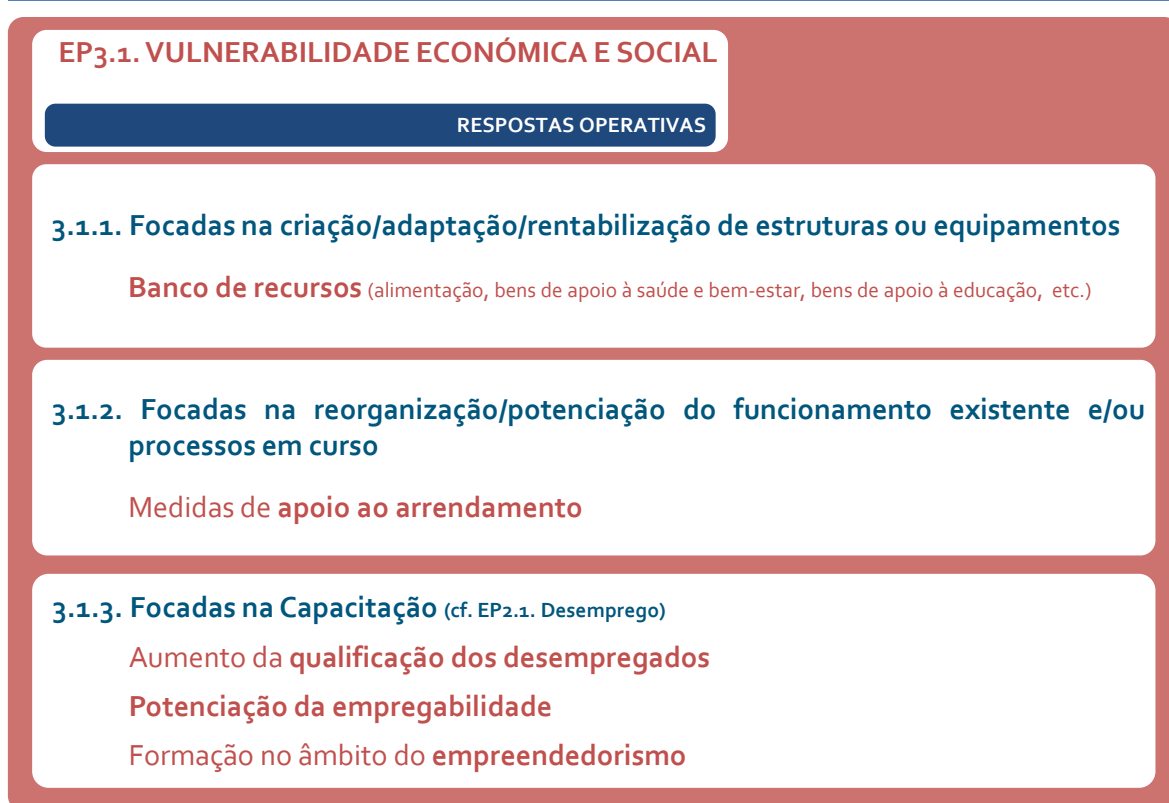 EP3.1. VULNERABILIDADE ECONÓMICA E SOCIAL
RESPOSTAS OPERATIVAS
3.1.1. Focadas na criação/adaptação/rentabilização de estruturas ou equipamentos
Banco de recursos (alimentação, bens de apoio à saúde e bem-estar, bens de apoio à educação, etc.)
3.1.2. Focadas na reorganização/potenciação do funcionamento existente e/ou
processos em curso
Medidas de apoio ao arrendamento
3.1.3. Focadas na Capacitação (cf. EP2.1. Desemprego)
Aumento da qualificação dos desempregados
Potenciação da empregabilidade
Formação no âmbito do empreendedorismo